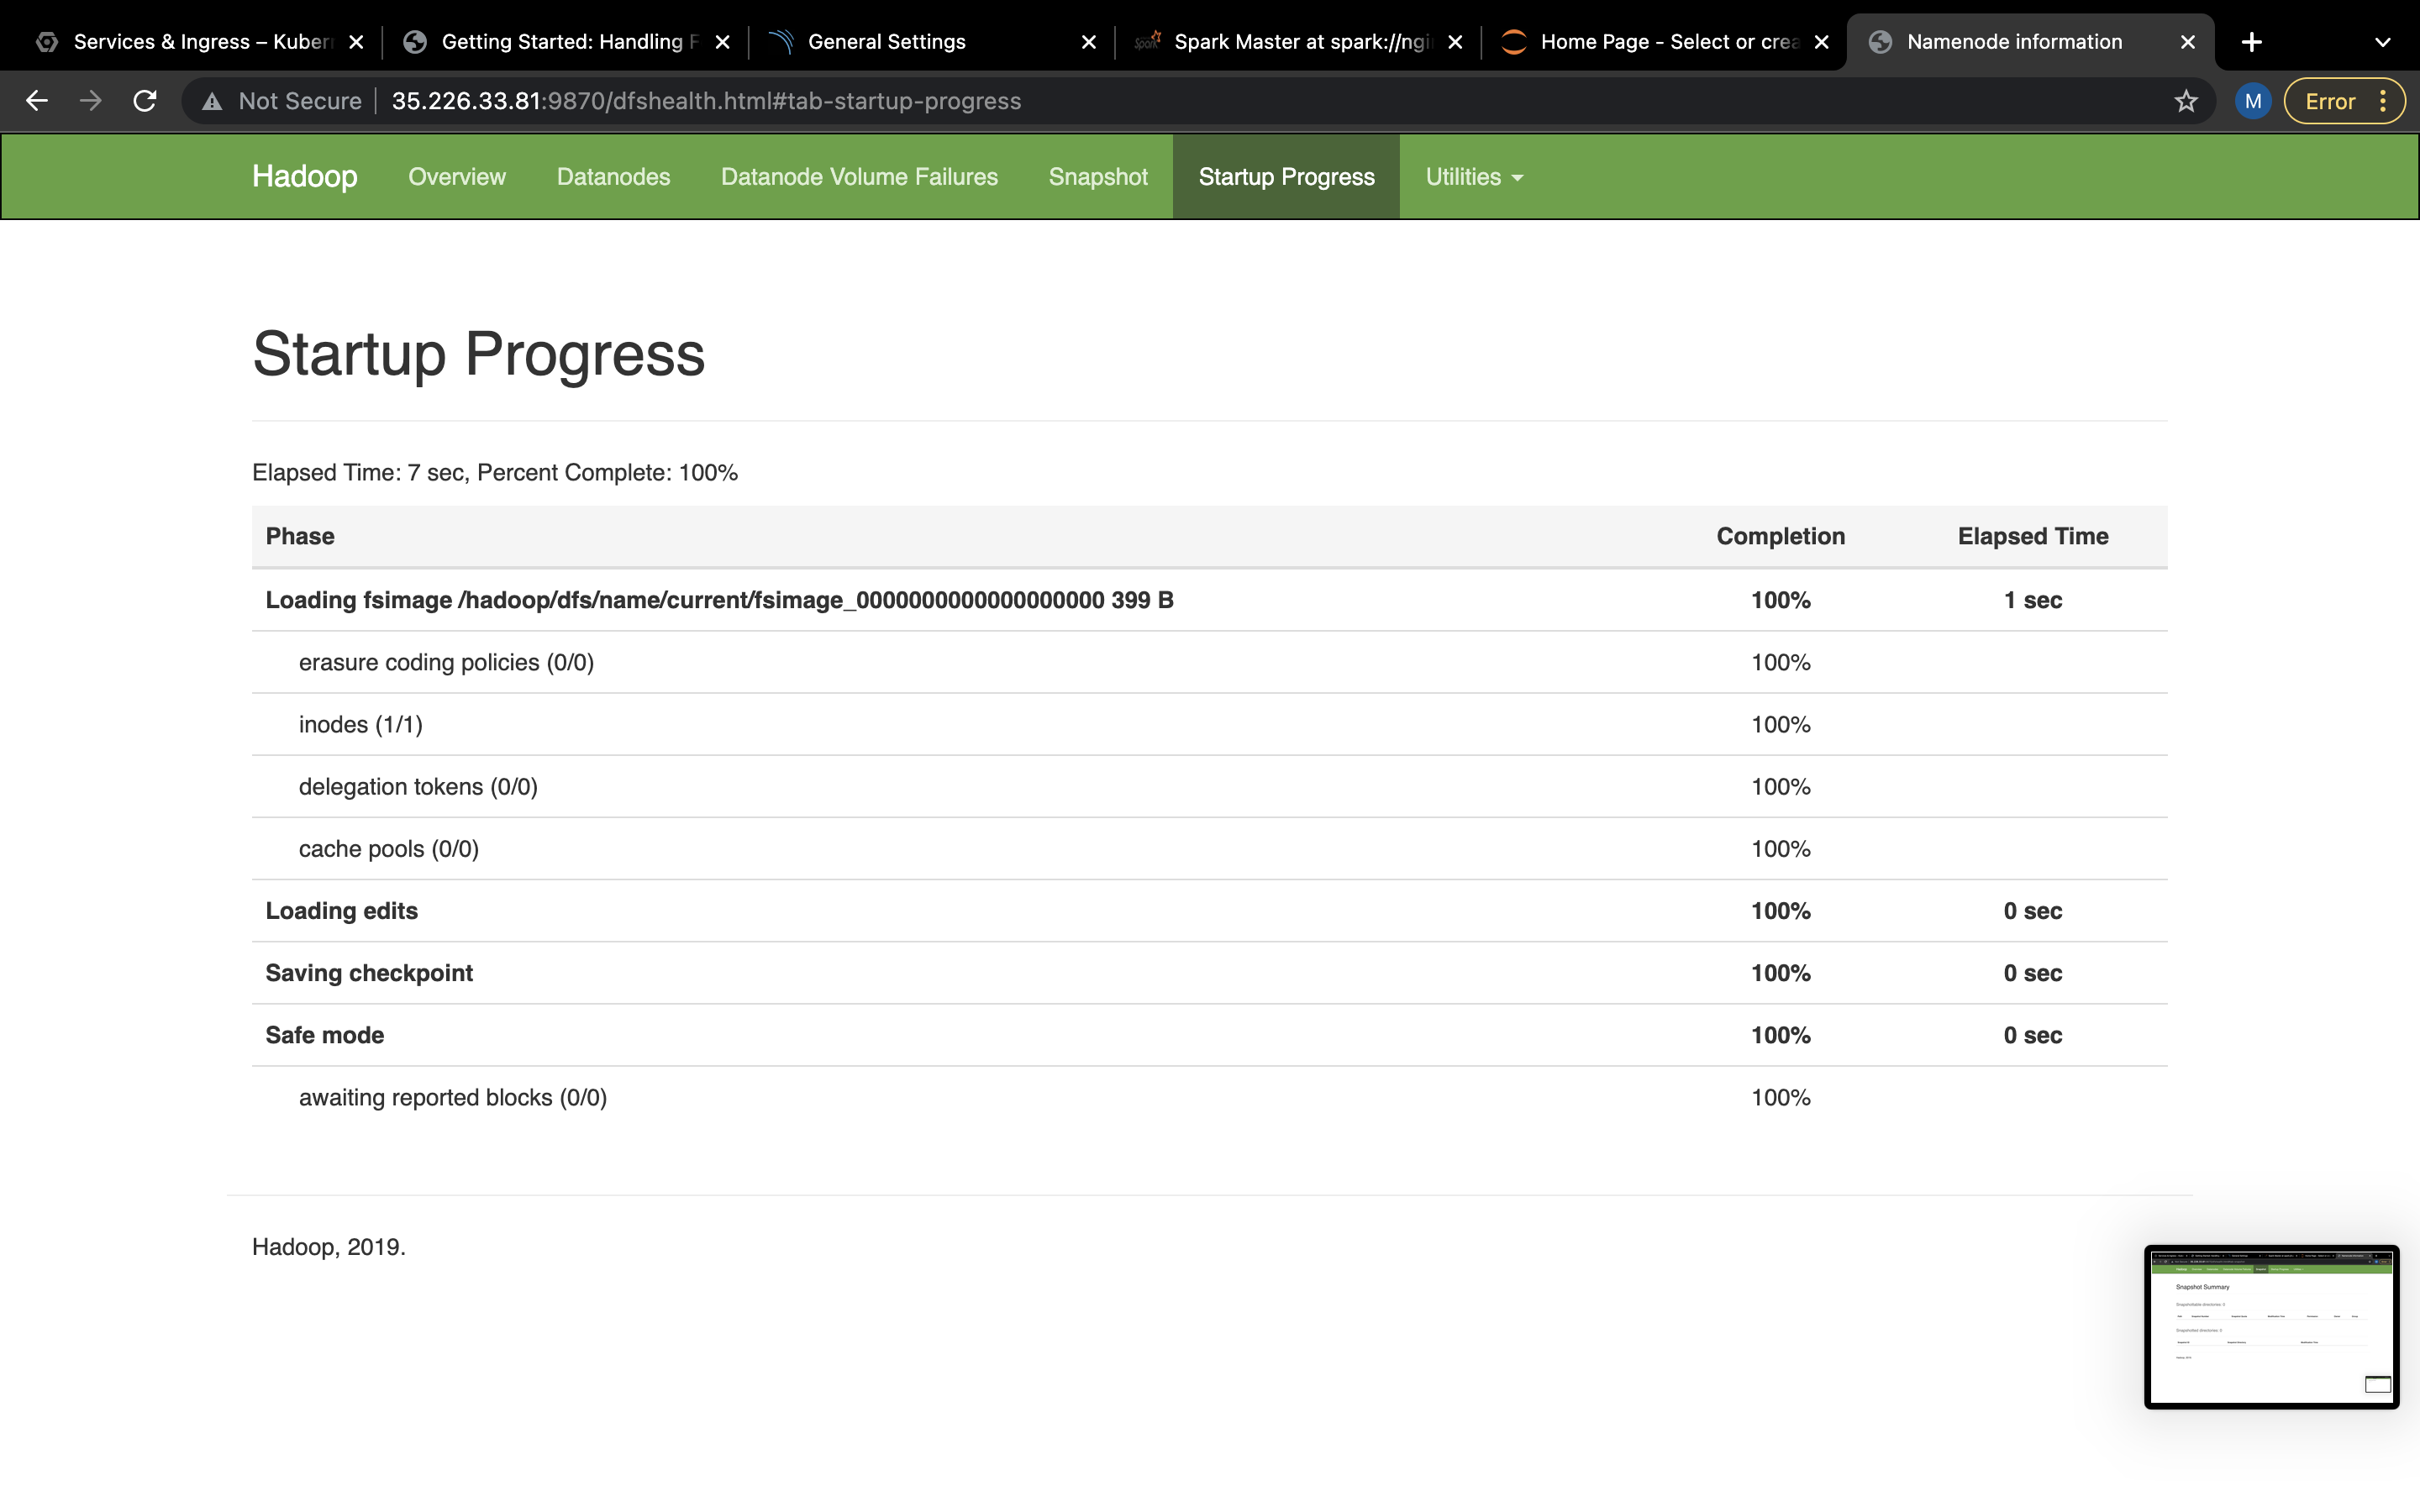 Services & Ingress – Kubern
Getting Started: Handling F
General Settings
Spark Master at spark://ngi
Home Page - Select or crea
Namenode information
Not Secure
35.226.33.81:9870/dfshealth.html#tab-startup-progress
M
Error
Hadoop
Overview
Datanodes
Datanode Volume Failures
Snapshot
Startup Progress
Utilities
Startup Progress
Elapsed Time: 7 sec, Percent Complete: 100%
Phase Completion Elapsed Time
Loading fsimage /hadoop/dfs/name/current/fsimage_0000000000000000000 399 B 100% 1 sec
erasure coding policies (0/0) 100%
inodes (1/1) 100%
delegation tokens (0/0) 100%
cache pools (0/0) 100%
Loading edits 100% 0 sec
Saving checkpoint 100% 0 sec
Safe mode 100% 0 sec
awaiting reported blocks (0/0) 100%
Hadoop, 2019.
Snapshot Summary